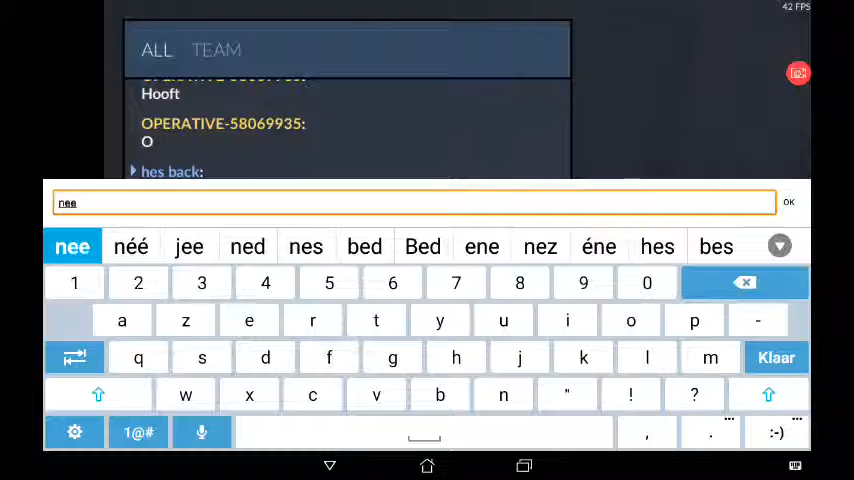 42 FPS
ALL TEAM
Hooft
OPERATIVE-58069935:
O
hes back:
nee OK
nee néé jee ned nes bed Bed ene nez éne hes bes
1 2 3 4 5 6 7 8 9 0
a z e r t y u i o p -
q s d f g h j k l m Klaar
w x c v b n " ! ?
1@# , . :-)